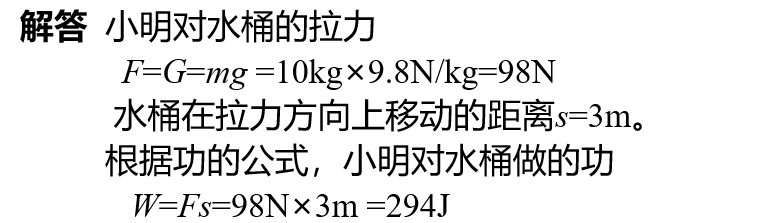 解答 小明对水桶的拉力
F=G=mg =10kg×9.8N/kg=98N
水桶在拉力方向上移动的距离s=3m。
根据功的公式，小明对水桶做的功
W=Fs=98N×3m =294J